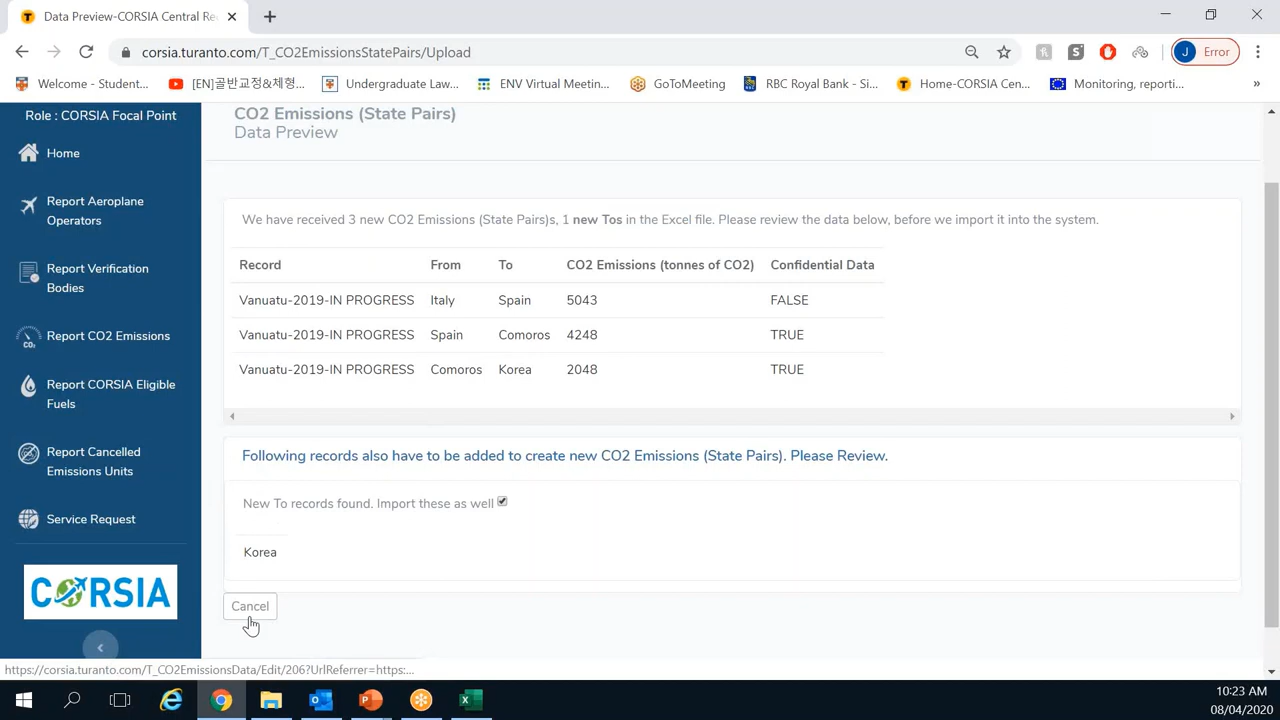 Data Preview-CORSIA Central Re
corsia.turanto.com/T_CO2EmissionsStatePairs/Upload
J Error
Welcome - Student...
[EN]골반교정&체형...
Undergraduate Law...
ENV Virtual Meetin...
GoToMeeting
RBC Royal Bank - Si...
Home-CORSIA Cen...
Monitoring, reporti...
»
Role : CORSIA Focal Point
Home
Report Aeroplane
Operators
Report Verification
Bodies
Report CO2 Emissions
Report CORSIA Eligible
Fuels
Report Cancelled
Emissions Units
Service Request
CORSIA
CO2 Emissions (State Pairs)
Data Preview
We have received 3 new CO2 Emissions (State Pairs)s, 1 new Tos in the Excel file. Please review the data below, before we import it into the system.
Record From To CO2 Emissions (tonnes of CO2) Confidential Data
Vanuatu-2019-IN PROGRESS Italy Spain 5043 FALSE
Vanuatu-2019-IN PROGRESS Spain Comoros 4248 TRUE
Vanuatu-2019-IN PROGRESS Comoros Korea 2048 TRUE
Following records also have to be added to create new CO2 Emissions (State Pairs). Please Review.
New To records found. Import these as well
Korea
Cancel
https://corsia.turanto.com/T_CO2EmissionsData/Edit/206?UrlReferrer=https:...
10:23 AM
08/04/2020